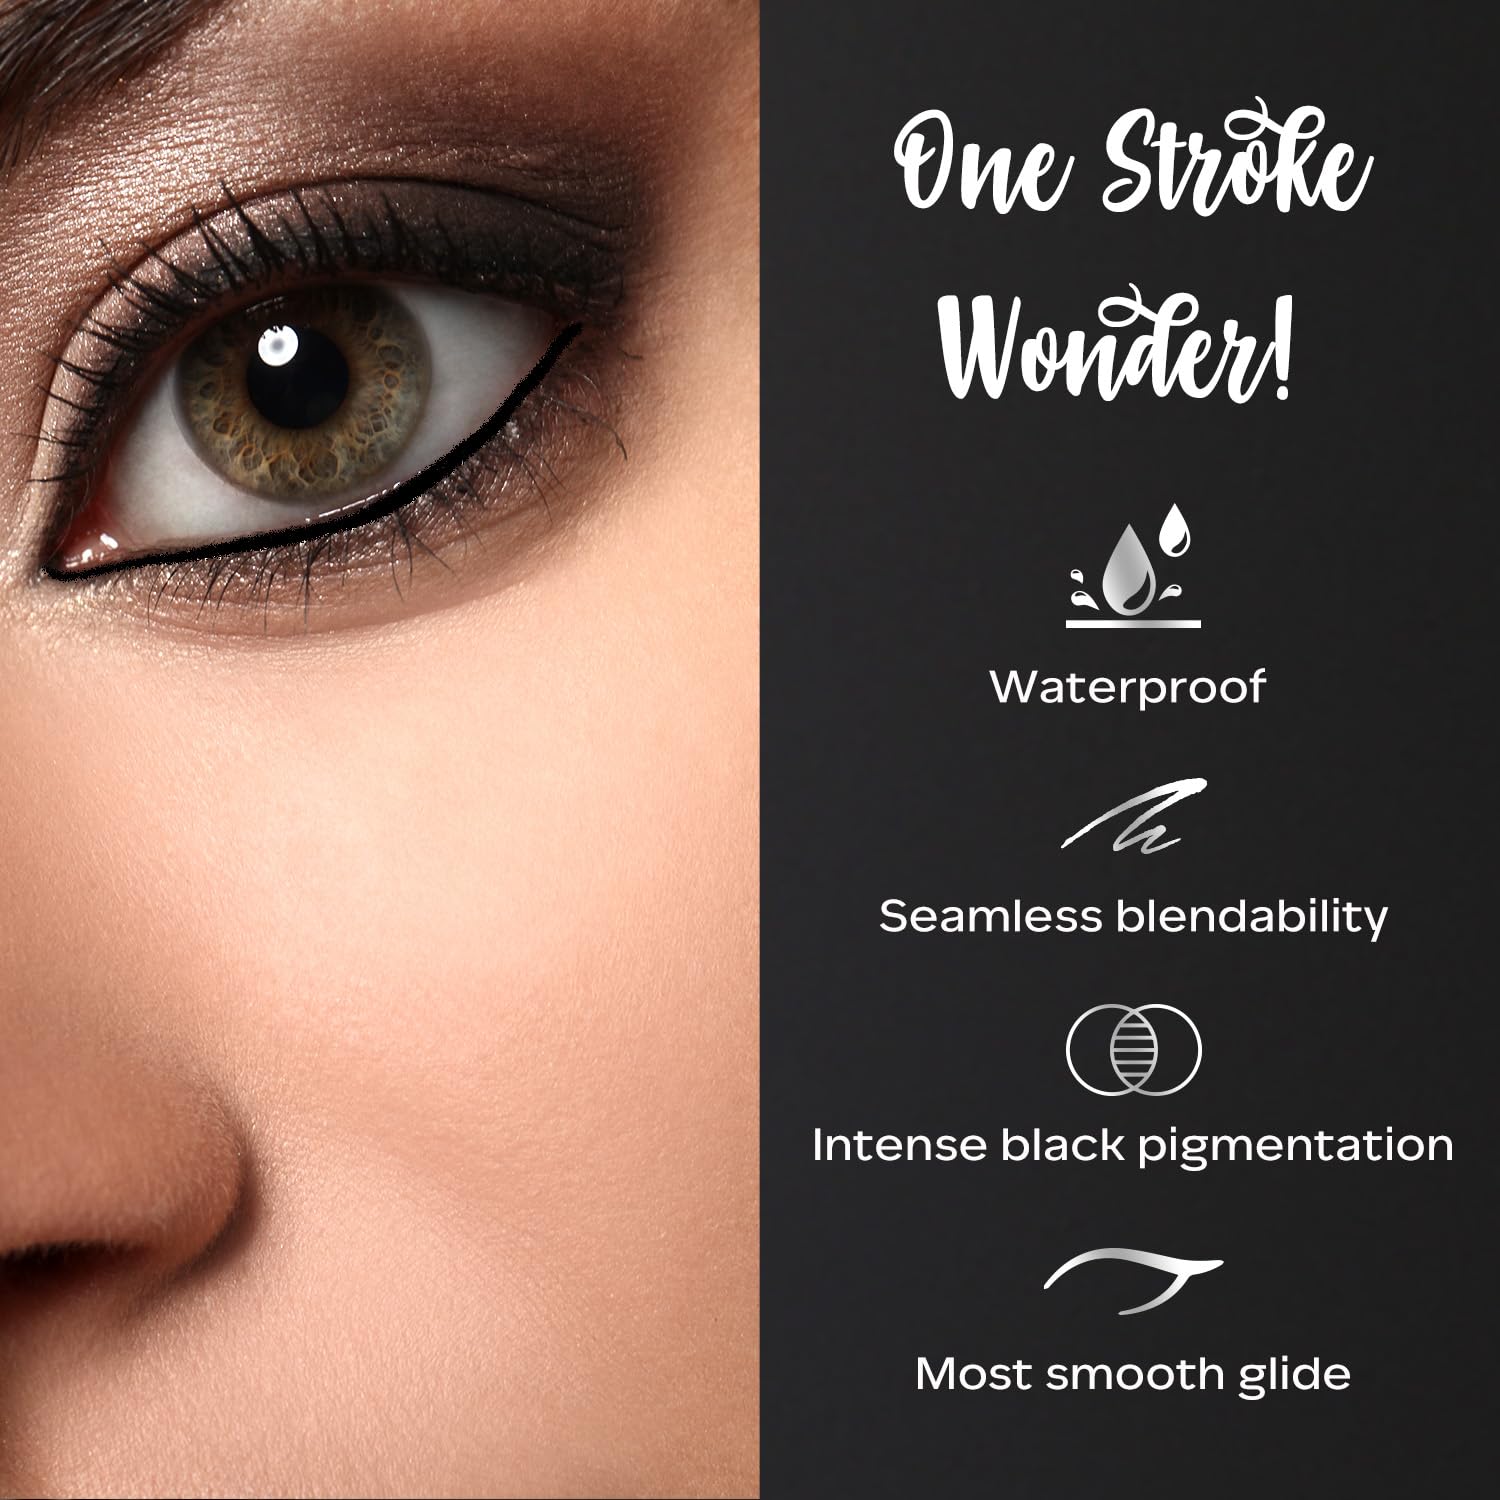 One Stroke
Wonder!
Waterproof
Seamless blendability
Intense black pigmentation
Most smooth glide